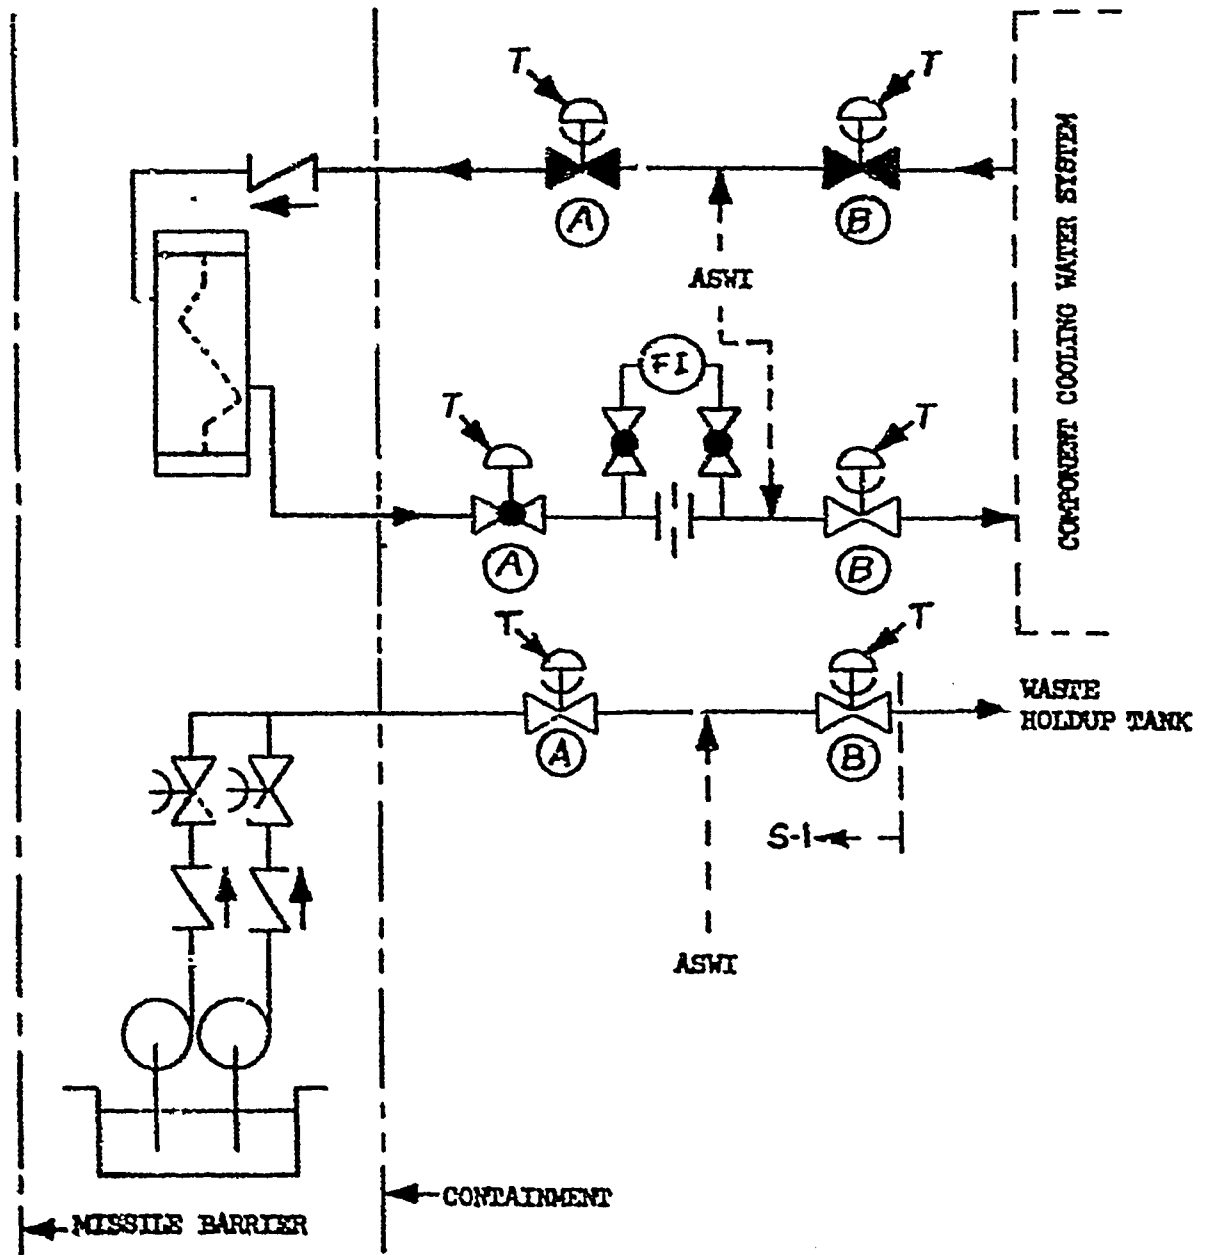 T
T
A
B
ASWI
COMPONENT COOLING WATER SYSTEM
FI
T
T
A
B
T
T
WASTE
HOLDUP TANK
A
B
S-1
ASWI
CONTAINMENT
MISSILE BARRIER